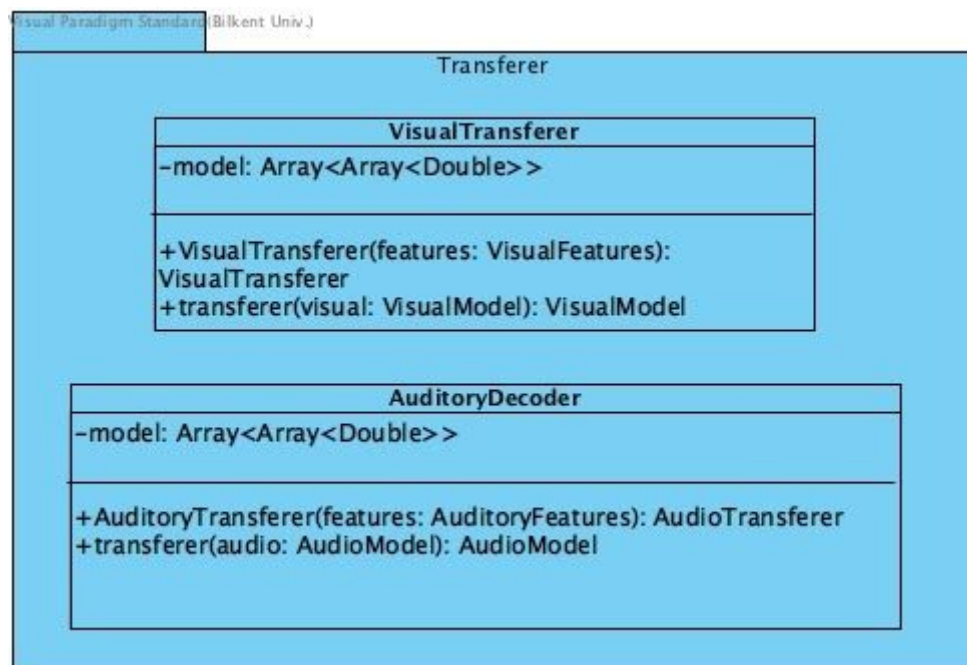 Visual Paradigm Standard(Bilkent Univ.)
Transferer
VisualTransferer
-model: Array<Array<Double>>
+VisualTransferer(features: VisualFeatures):
VisualTransferer
+transferer(visual: VisualModel): VisualModel
AuditoryDecoder
-model: Array<Array<Double>>
+AuditoryTransferer(features: AuditoryFeatures): AudioTransferer
+transferer(audio: AudioModel): AudioModel